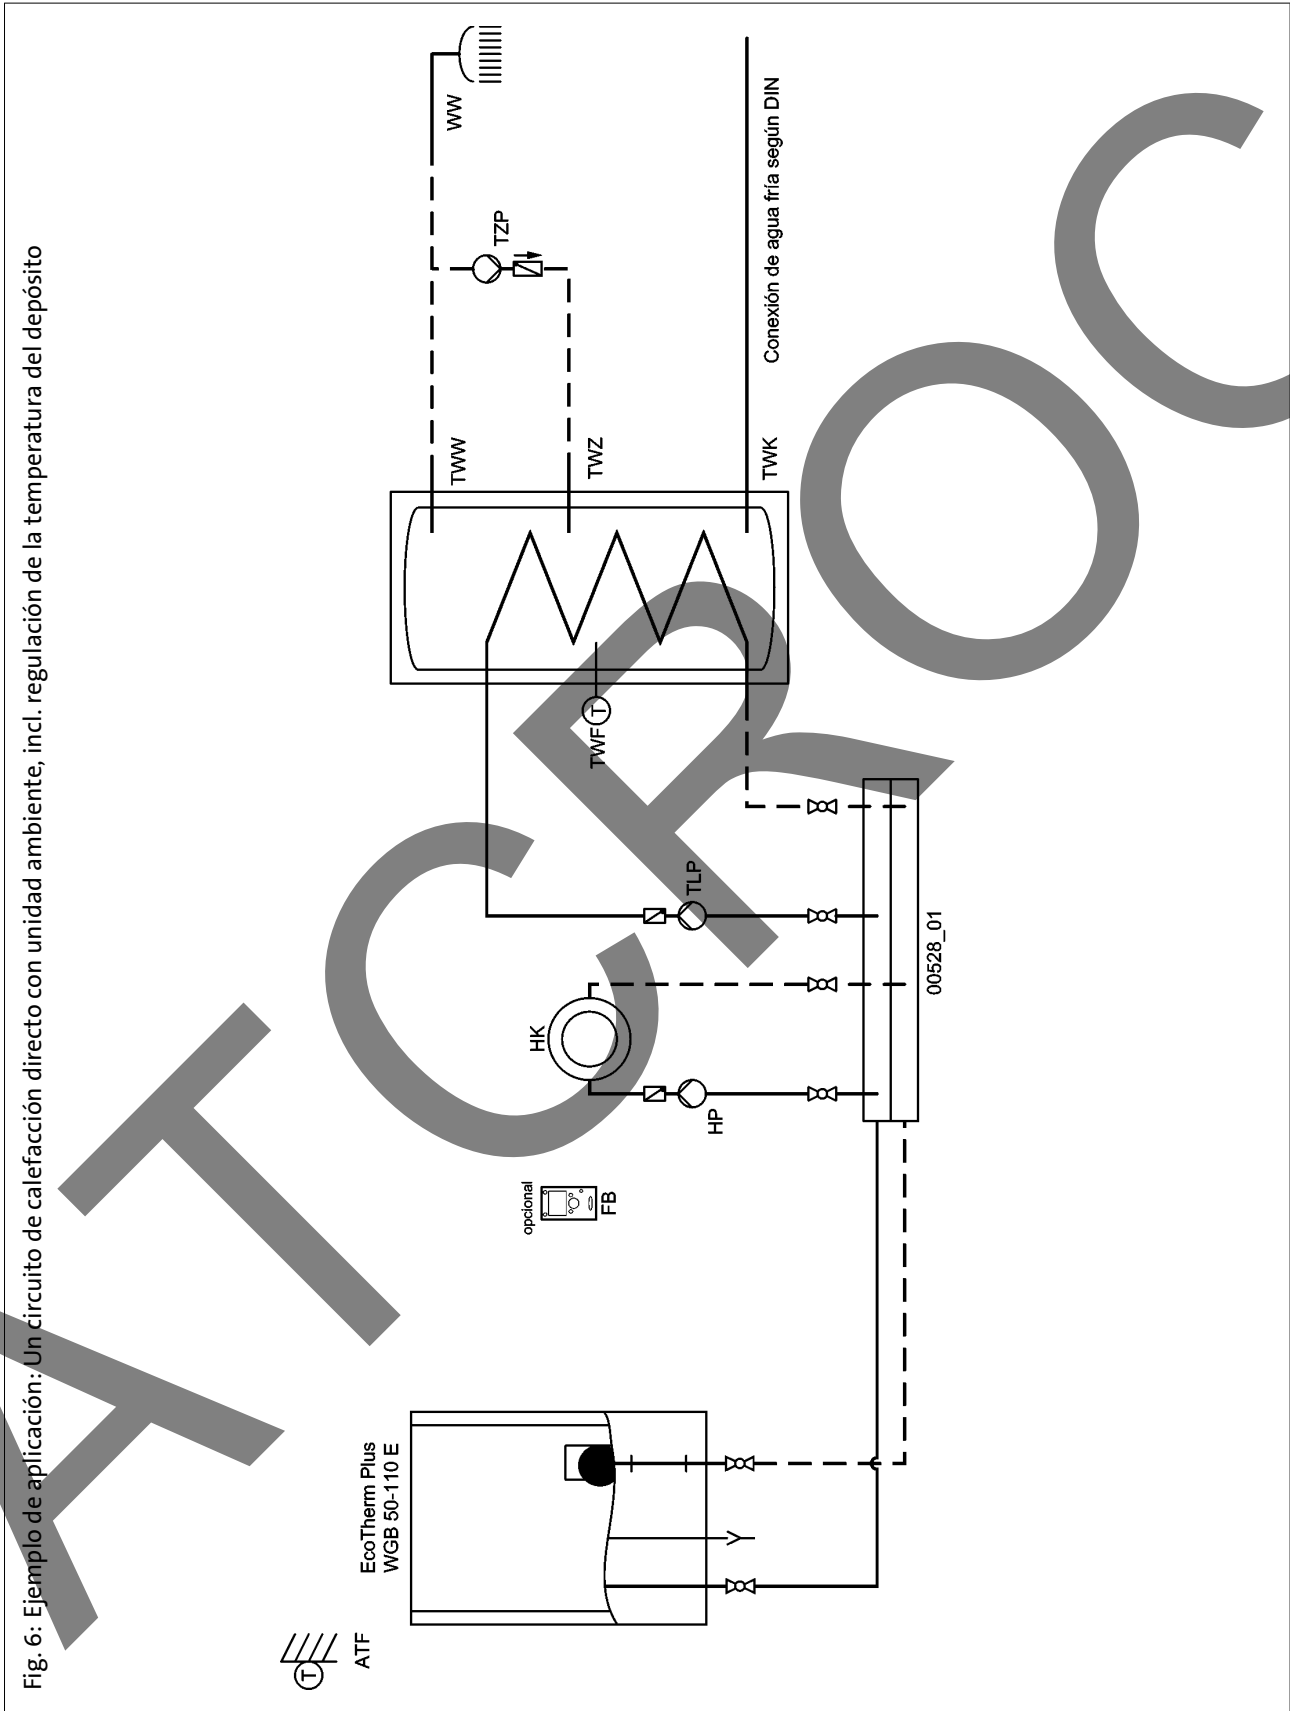 Fig. 6: Ejemplo de aplicación: Un circuito de calefacción directo con unidad ambiente, incl. regulación de la temperatura del depósito
WW
TZP
Conexión de agua fría según DIN
TWW
TWZ
TWK
TWF
T
TLP
00528_01
HK
HP
opcional
FB
EcoTherm Plus
WGB 50-110 E
T
ATF
ATCROC